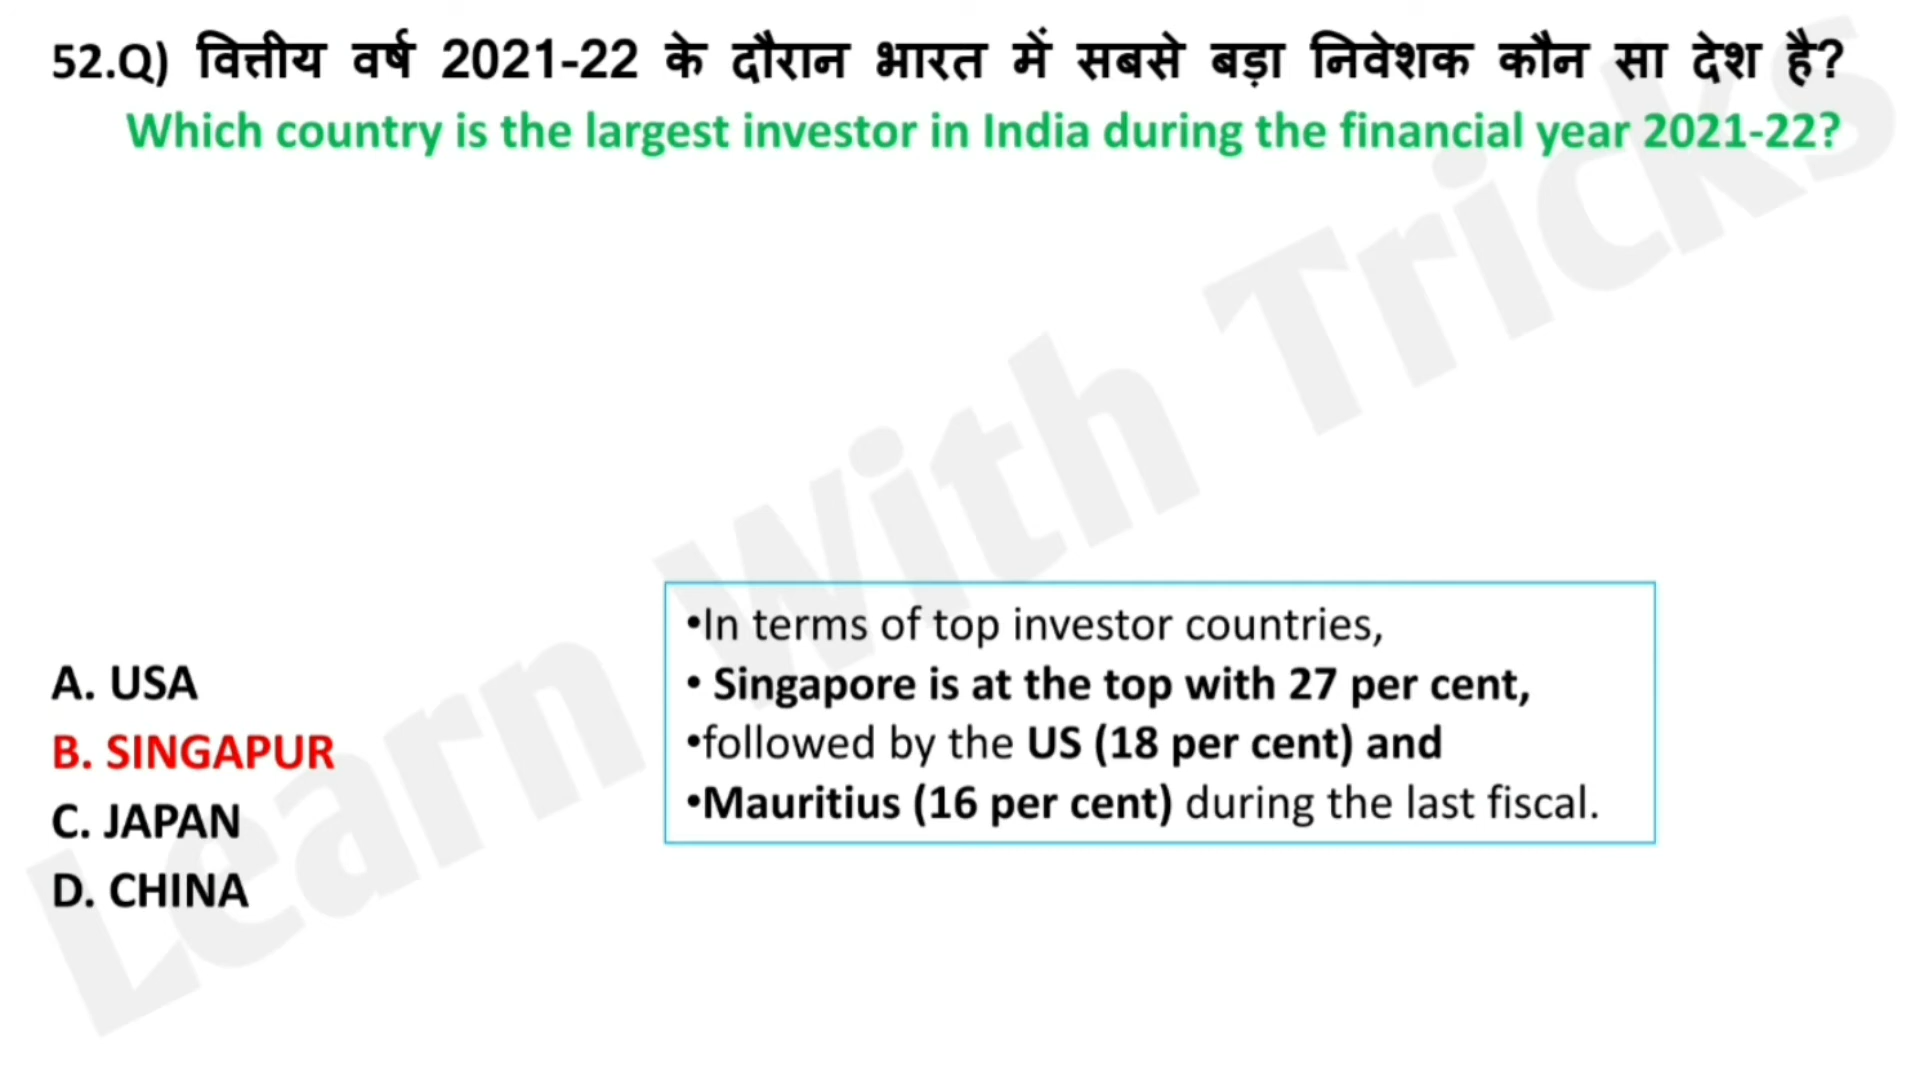 52.Q) वित्तीय वर्ष 2021-22 के दौरान भारत में सबसे बड़ा निवेशक कौन सा देश है?
Which country is the largest investor in India during the financial year 2021-22?
A. USA
B. SINGAPUR
C. JAPAN
D. CHINA
•In terms of top investor countries,
• Singapore is at the top with 27 per cent,
•followed by the US (18 per cent) and
•Mauritius (16 per cent) during the last fiscal.
Learn With Tricks